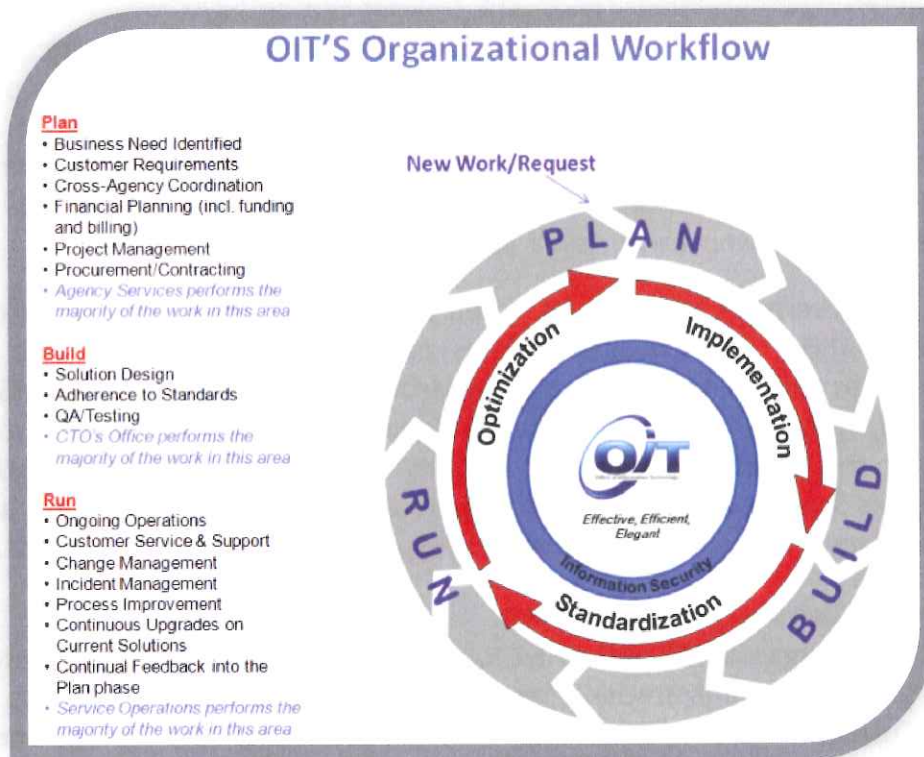 OIT'S Organizational Workflow
Plan
• Business Need Identified
• Customer Requirements
• Cross-Agency Coordination
• Financial Planning (incl. funding
and billing)
• Project Management
• Procurement/Contracting
• Agency Services performs the
majority of the work in this area
Build
• Solution Design
• Adherence to Standards
• QA/Testing
• CTO's Office performs the
majority of the work in this area
Run
• Ongoing Operations
• Customer Service & Support
• Change Management
• Incident Management
• Process Improvement
• Continuous Upgrades on
Current Solutions
• Continual Feedback into the
Plan phase
• Service Operations performs the
majority of the work in this area
New Work/Request
PLAN
Implementation
BUILD
Standardization
RUN
Optimization
OIT
Office of Information Technology
Effective, Efficient,
Elegant
Information Security